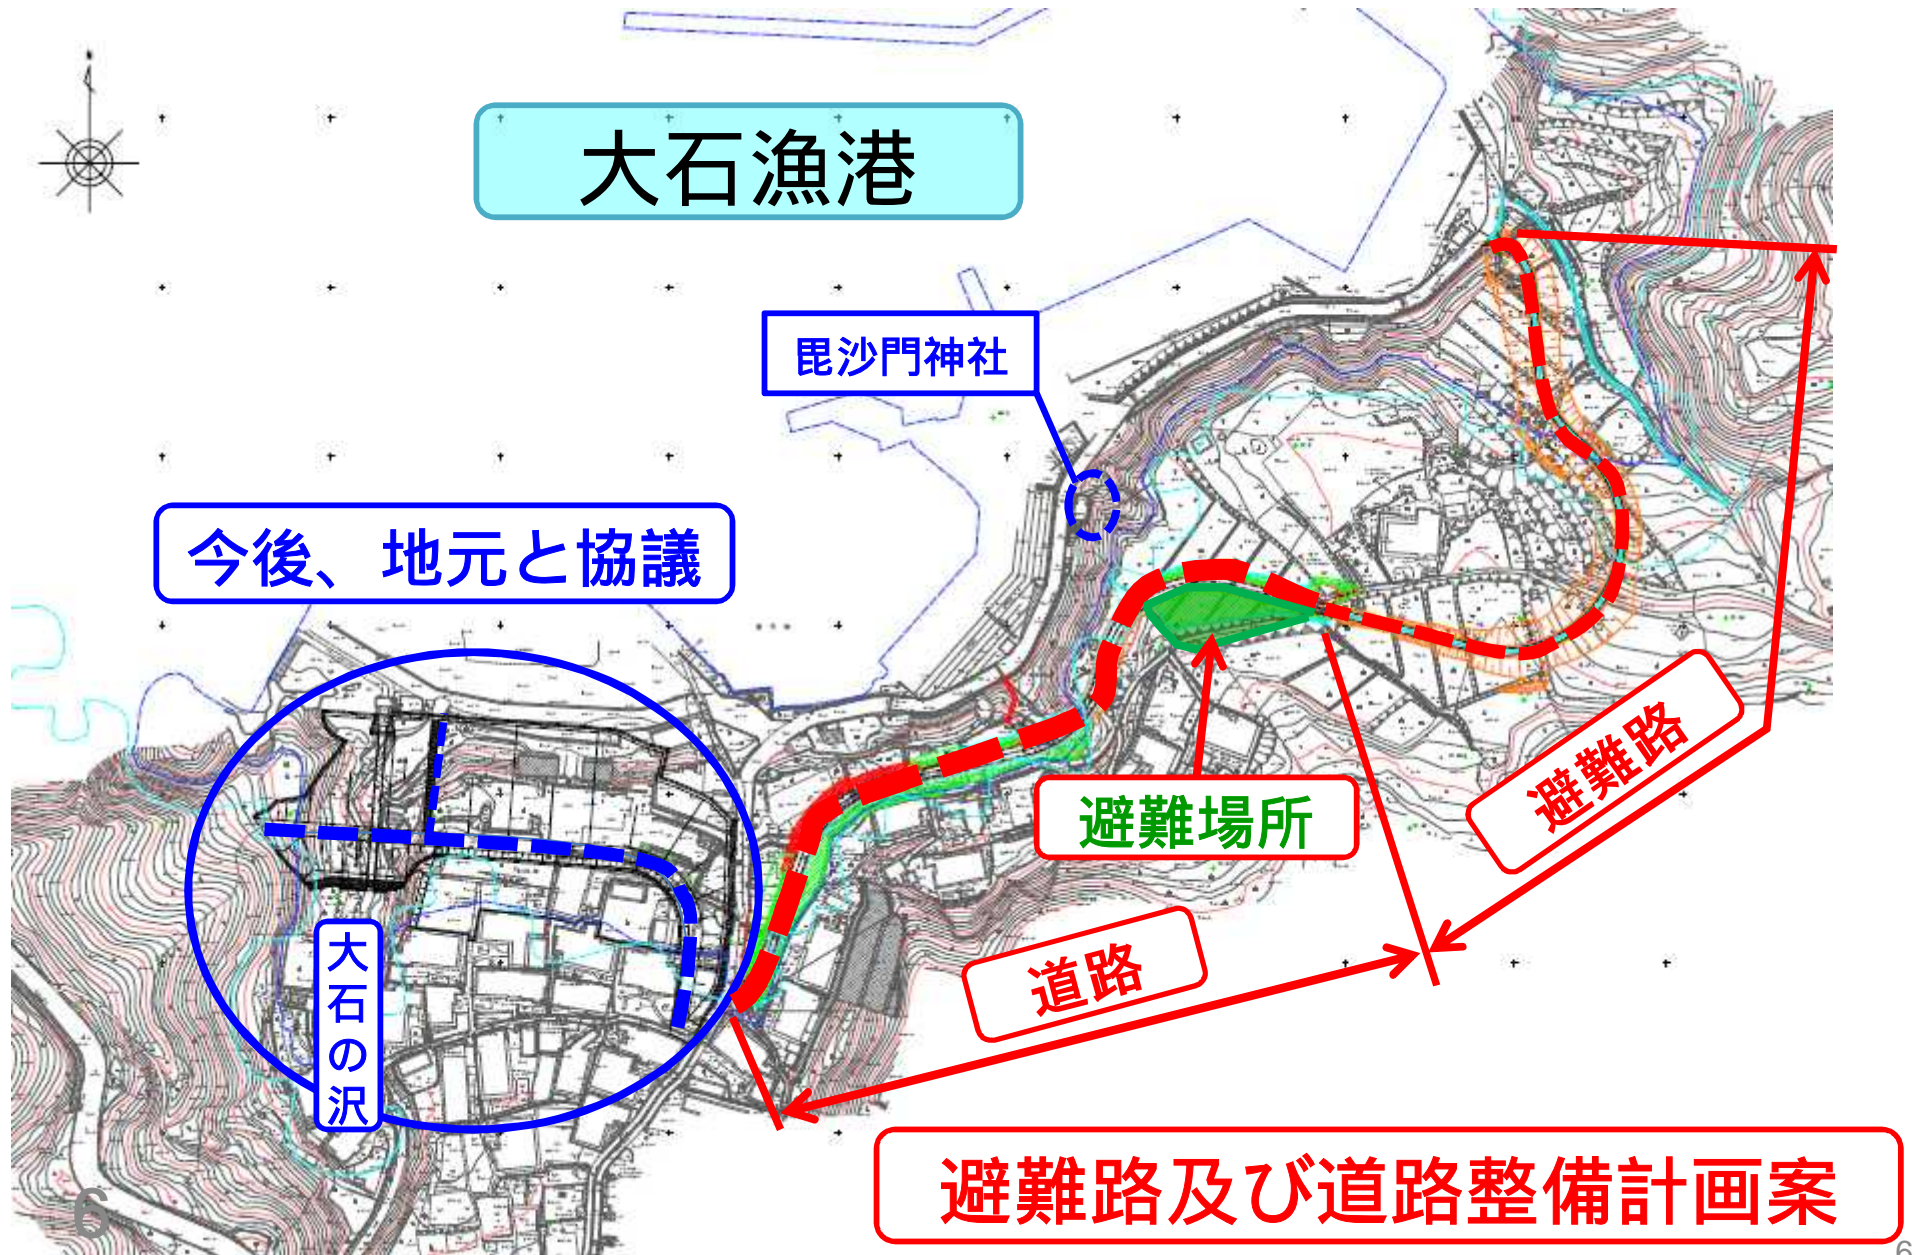 大石漁港
毘沙門神社
今後、地元と協議
避難路
避難場所
道路
大石の沢
避難路及び道路整備計画案
6
6